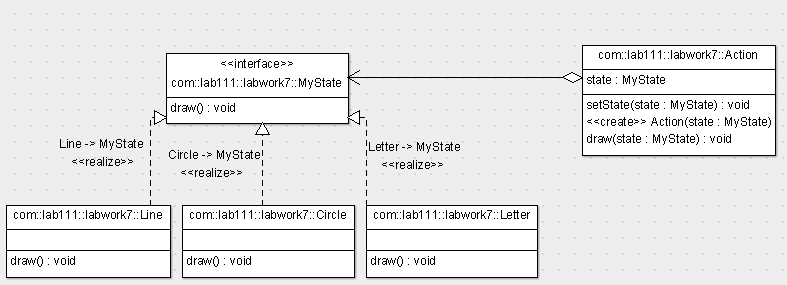 <<interface>>
com::lab111::labwork7::MyState
draw() : void
com::lab111::labwork7::Action
state : MyState
setState(state : MyState) : void
<<create>> Action(state : MyState)
draw(state : MyState) : void
Line -> MyState
<<realize>>
Circle -> MyState
<<realize>>
Letter -> MyState
<<realize>>
com::lab111::labwork7::Line
draw() : void
com::lab111::labwork7::Circle
draw() : void
com::lab111::labwork7::Letter
draw() : void